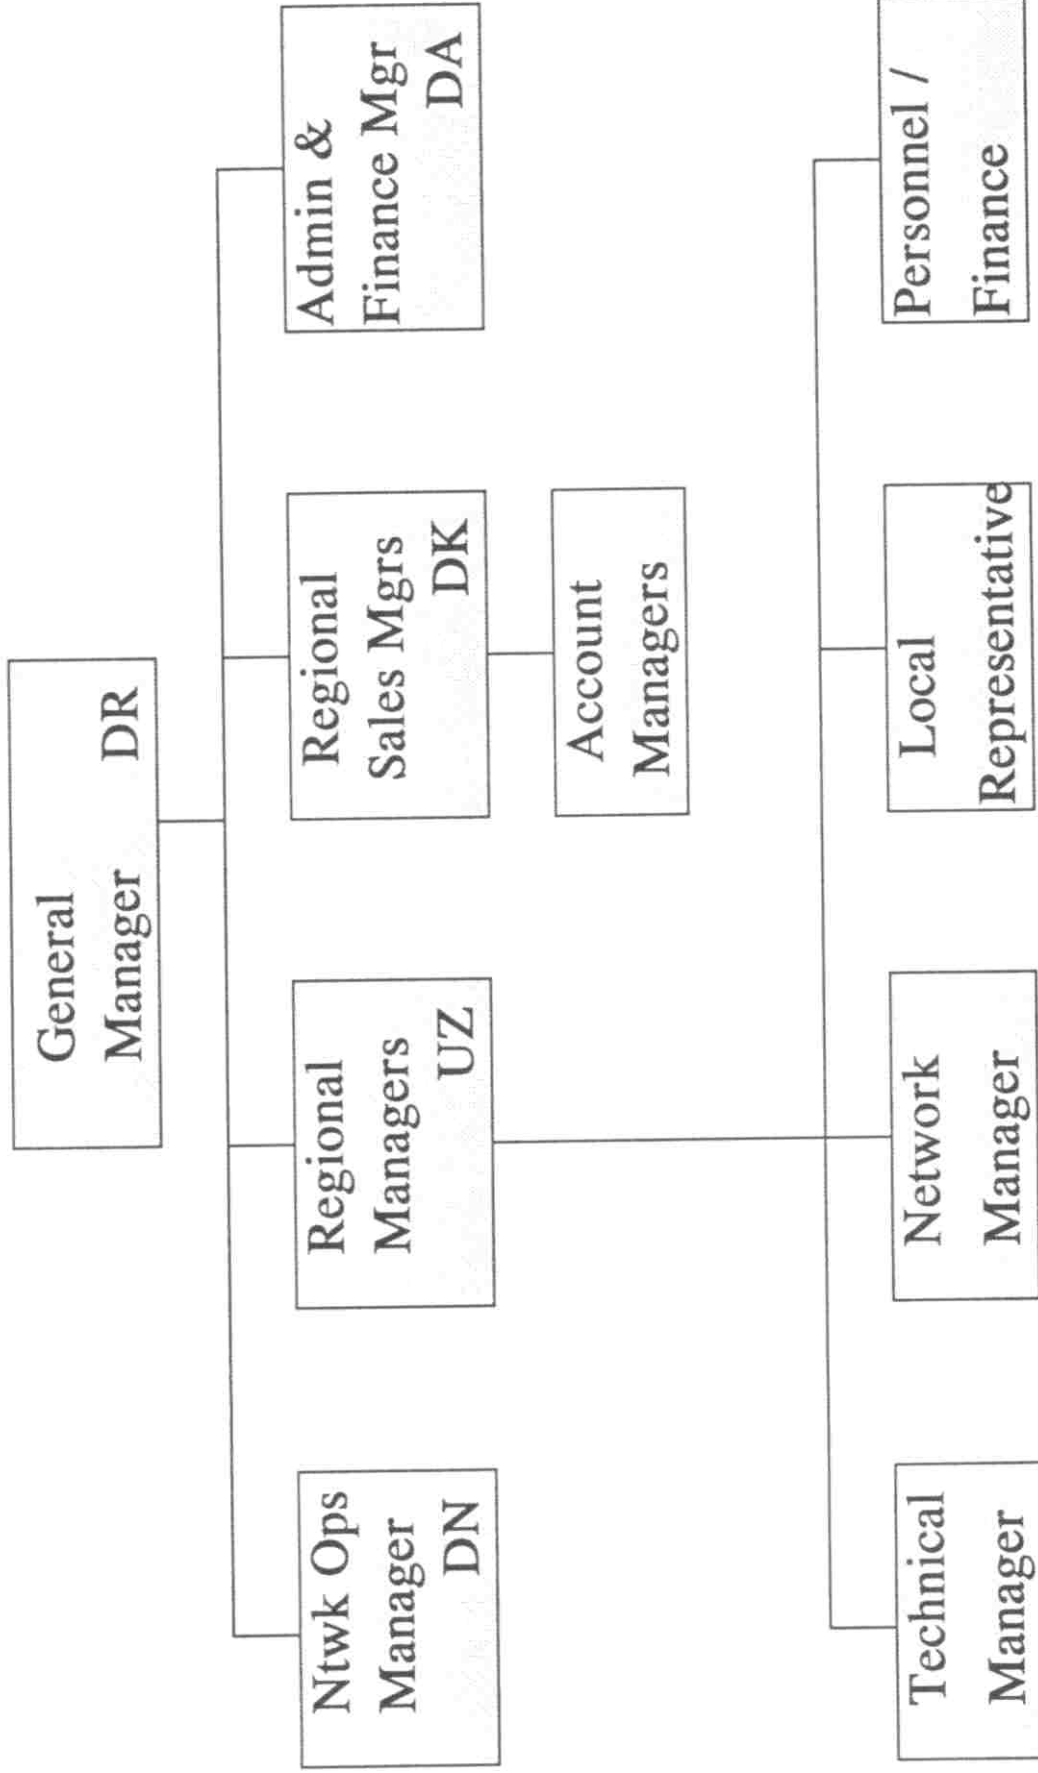 General
Manager DR
Ntwk Ops
Manager
DN
Regional
Managers
UZ
Regional
Sales Mgrs
DK
Admin &
Finance Mgr
DA
Account
Managers
Technical
Manager
Network
Manager
Local
Representative
Personnel /
Finance